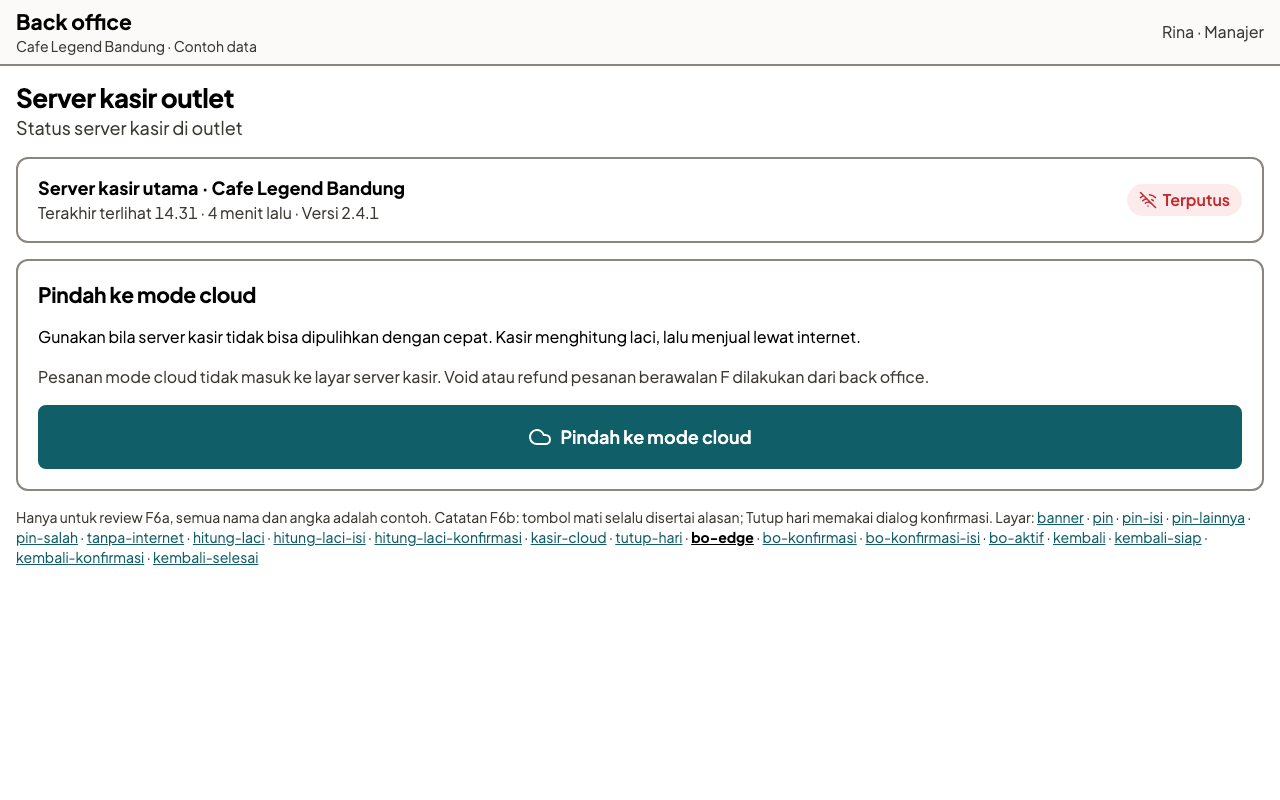 Back office
Cafe Legend Bandung · Contoh data
Rina · Manajer
Server kasir outlet
Status server kasir di outlet
Server kasir utama · Cafe Legend Bandung
Terakhir terlihat 14.31 · 4 menit lalu · Versi 2.4.1
Terputus
Pindah ke mode cloud
Gunakan bila server kasir tidak bisa dipulihkan dengan cepat. Kasir menghitung laci, lalu menjual lewat internet.
Pesanan mode cloud tidak masuk ke layar server kasir. Void atau refund pesanan berawalan F dilakukan dari back office.
Pindah ke mode cloud
Hanya untuk review F6a, semua nama dan angka adalah contoh. Catatan F6b: tombol mati selalu disertai alasan; Tutup hari memakai dialog konfirmasi. Layar: banner · pin · pin-isi · pin-lainnya ·
pin-salah · tanpa-internet · hitung-laci · hitung-laci-isi · hitung-laci-konfirmasi · kasir-cloud · tutup-hari · bo-edge · bo-konfirmasi · bo-konfirmasi-isi · bo-aktif · kembali · kembali-siap ·
kembali-konfirmasi · kembali-selesai